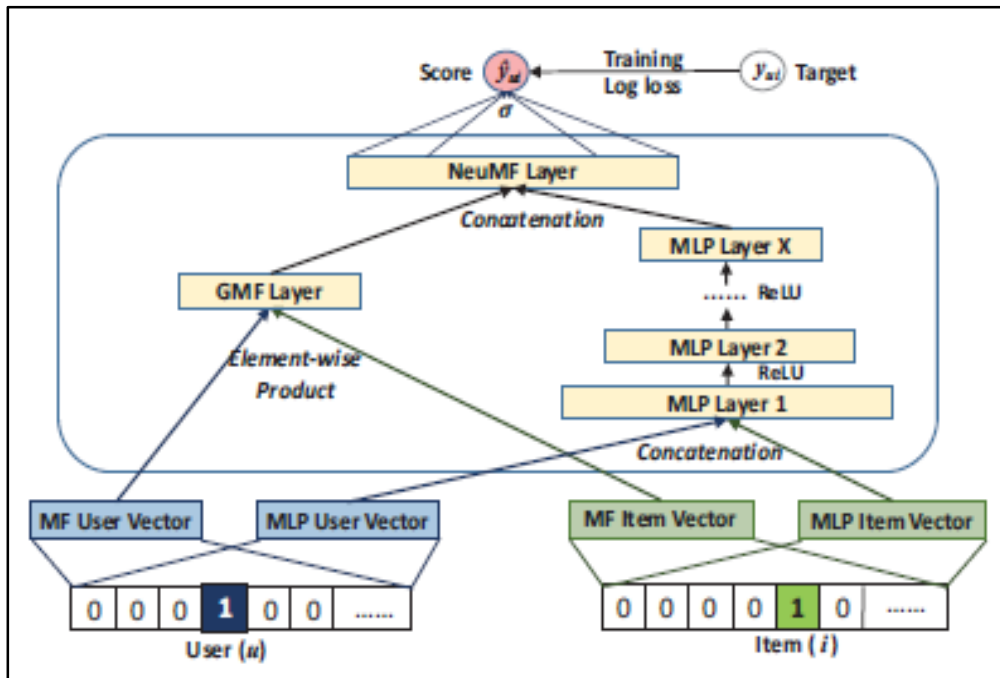 Score ŷui Training yui Target
Log loss
σ
NeuMF Layer
Concatenation
MLP Layer X
GMF Layer
...... ReLU
Element-wise
Product
MLP Layer 2
ReLU
MLP Layer 1
Concatenation
MF User Vector MLP User Vector MF Item Vector MLP Item Vector
0 0 0 1 0 0 ...... 0 0 0 0 1 0 ......
User (u) Item ( i )